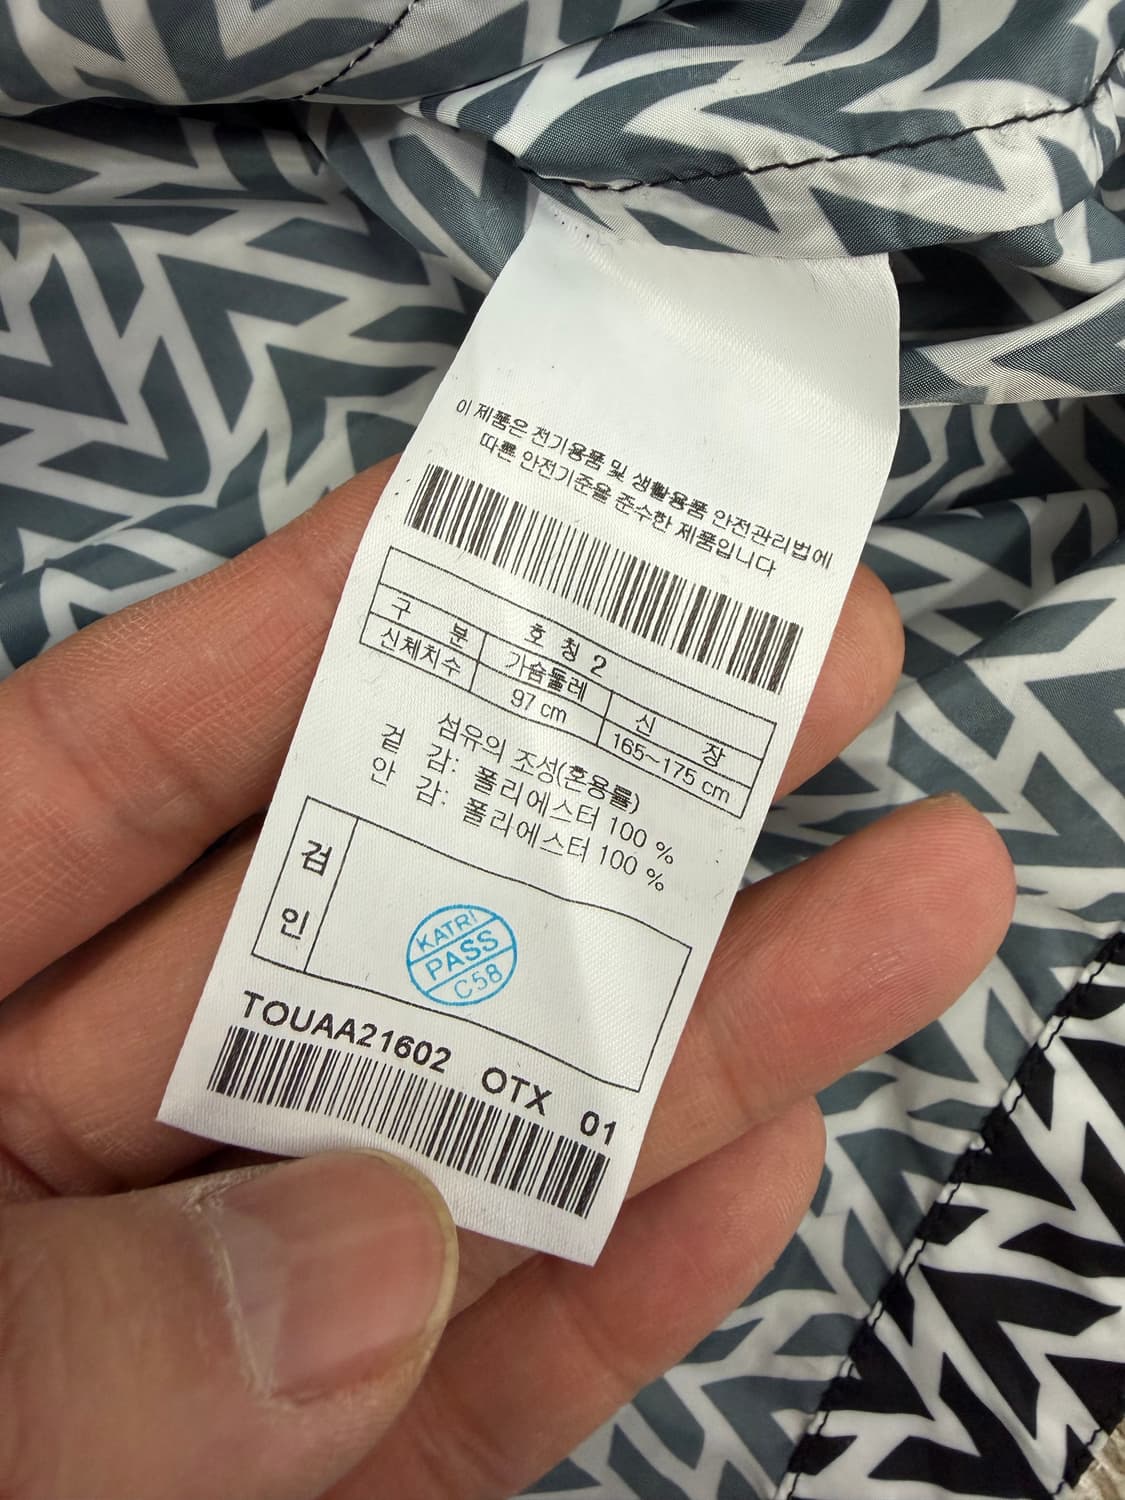 이 제품은 전기용품 및 생활용품 안전관리법에
따른 안전기준을 준수한 제품입니다
호칭 2
구 분 가슴둘레 신 장
신체치수 97 cm 165~175 cm
섬유의 조성(혼용률)
겉 감: 폴리에스터 100 %
안 감: 폴리에스터 100 %
검
인
KATRI
PASS
C58
TOUAA21602 OTX 01